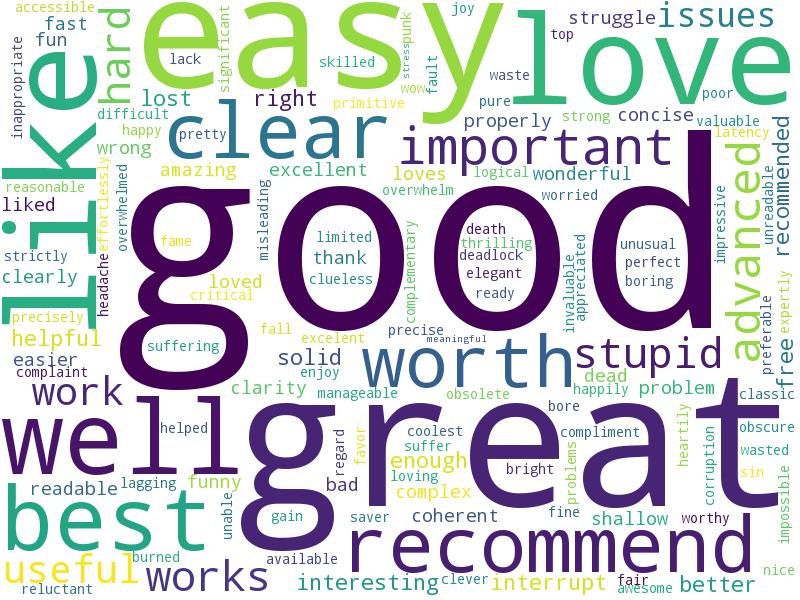 accessible
fast
fun
hard
significant
easy
lack
skilled
stress
punk
wow
fault
joy
love
top
struggle
issues
waste
pure
poor
inappropriate
like
difficult
happy
wrong
lost
right
primitive
clear
pretty
properly
strong
concise
valuable
latency
important
advanced
unreadable
recommended
reasonable
liked
effortlessly
overwhelmed
amazing
excellent
loves
overwhelm
logical
wonderful
worried
impressive
strictly
clearly
precisely
headache
good
misleading
fame
limited
thank
clueless
complementary
death
thrilling
deadlock
elegant
ready
invaluable
appreciated
unusual
perfect
boring
loved
critical
helpful
easier
complaint
suffering
fall
excelent
precise
meaningful
solid
enjoy
worth
stupid
preferable
free
expertly
work
clarity
manageable
obsolete
dead
happily
problem
classic
well
helped
great
regard
favor
coolest
suffer
enough
loving
complex
bore
compliment
bright
problems
heartily
corruption
obscure
wasted
sin
impossible
readable
lagging
funny
unable
bad
best
gain
saver
coherent
fine
shallow
worthy
available
recommend
nice
useful
burned
reluctant
works
interesting
clever
interrupt
fair
awesome
better